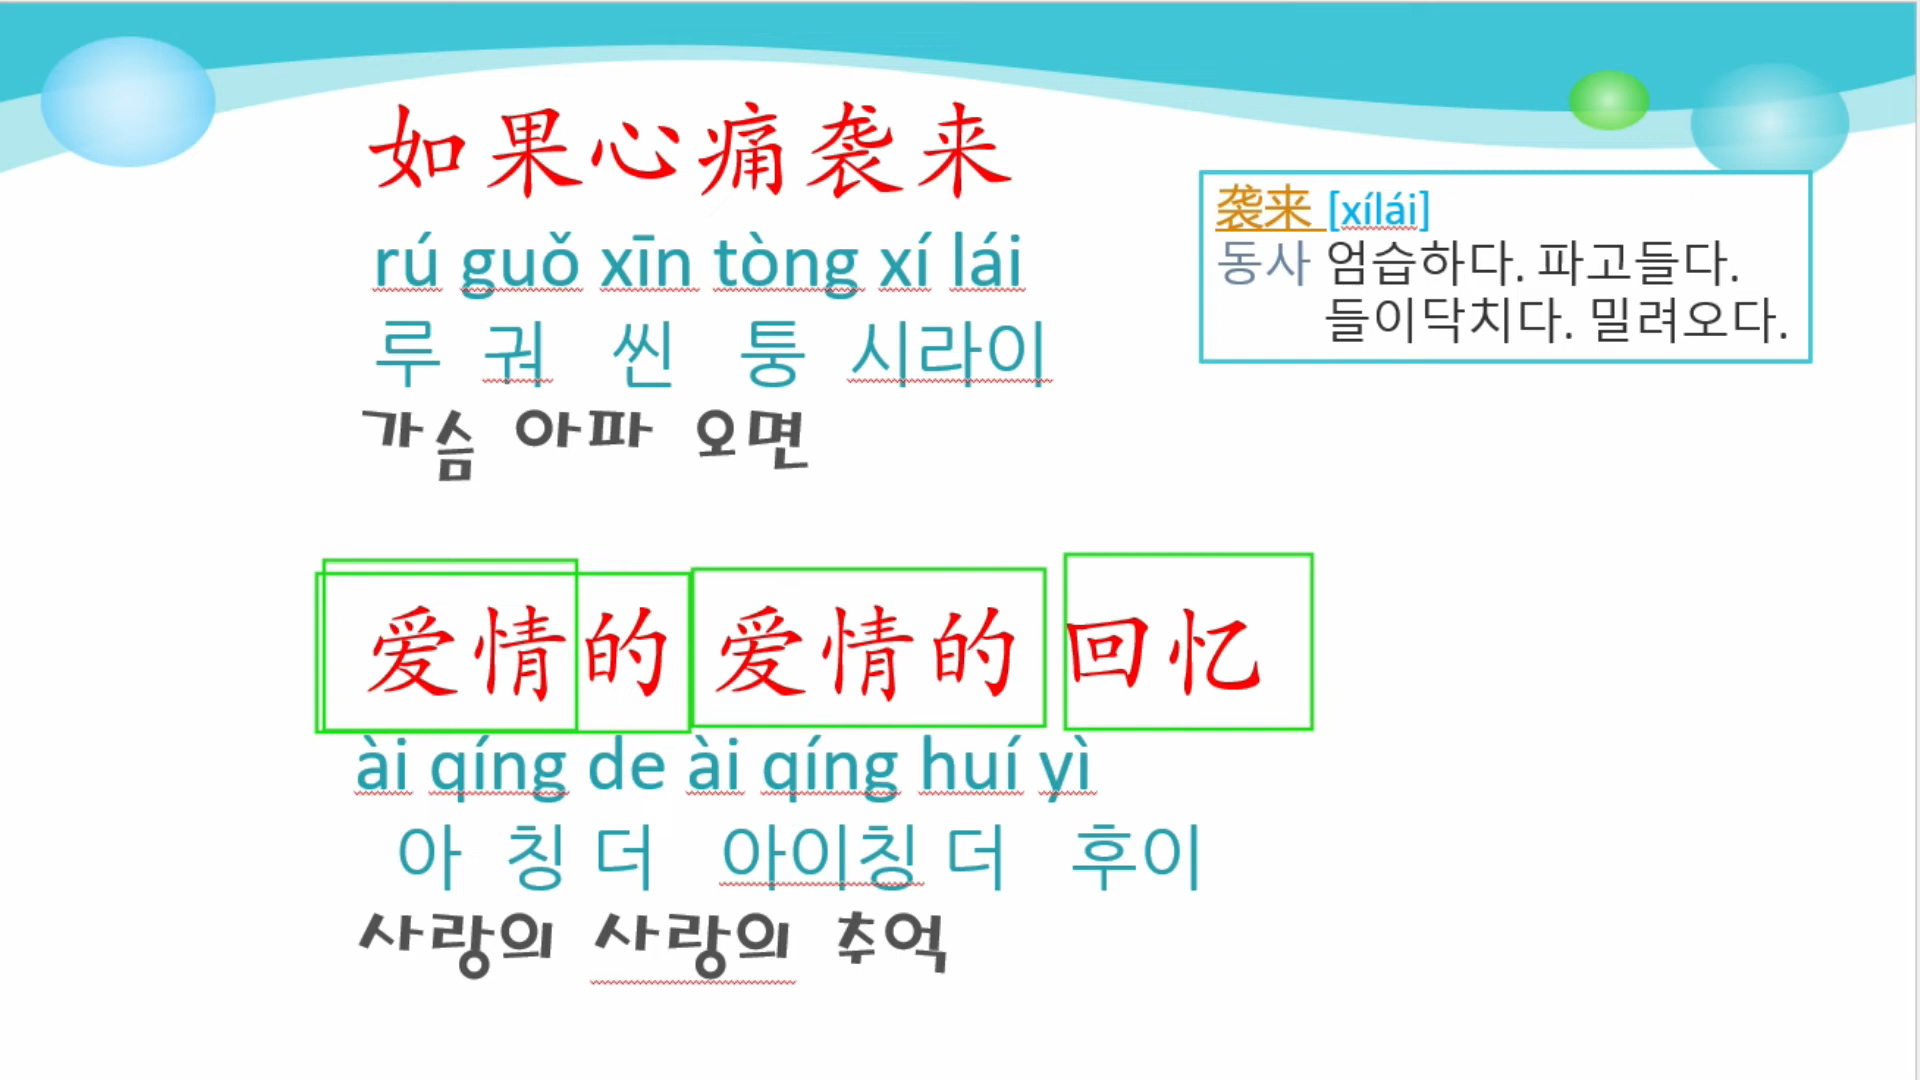 如果心痛袭来
rú guǒ xīn tòng xí lái
루 궈 씬 퉁 시라이
가슴 아파 오면
袭来 [xílái]
동사 엄습하다. 파고들다.
들이닥치다. 밀려오다.
爱情的 爱情的 回忆
ài qíng de ài qíng huí yì
아 칭 더 아이칭 더 후이
사랑의 사랑의 추억